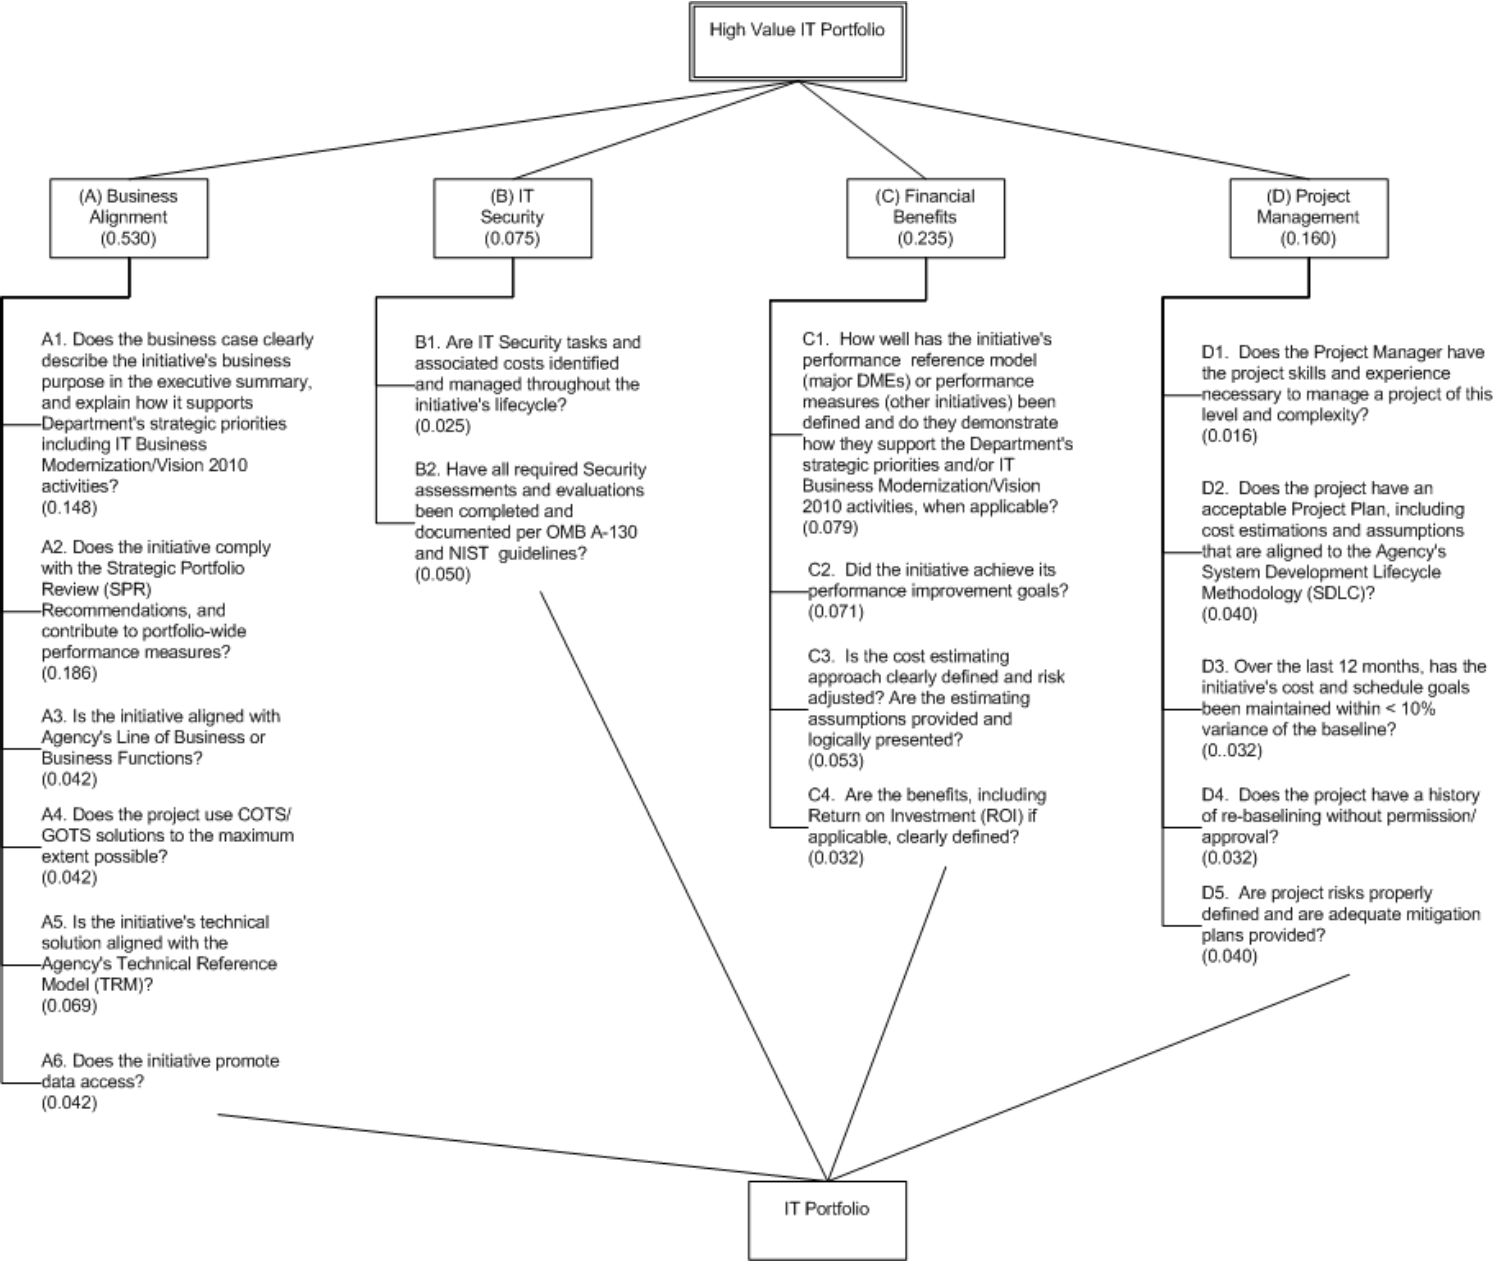 High Value IT Portfolio
(A) Business
Alignment
(0.530)
(B) IT
Security
(0.075)
(C) Financial
Benefits
(0.235)
(D) Project
Management
(0.160)
A1. Does the business case clearly
describe the initiative's business
purpose in the executive summary,
and explain how it supports
Department's strategic priorities
including IT Business
Modernization/Vision 2010
activities?
(0.148)
A2. Does the initiative comply
with the Strategic Portfolio
Review (SPR)
Recommendations, and
contribute to portfolio-wide
performance measures?
(0.186)
A3. Is the initiative aligned with
Agency's Line of Business or
Business Functions?
(0.042)
A4. Does the project use COTS/
GOTS solutions to the maximum
extent possible?
(0.042)
A5. Is the initiative's technical
solution aligned with the
Agency's Technical Reference
Model (TRM)?
(0.069)
A6. Does the initiative promote
data access?
(0.042)
B1. Are IT Security tasks and
associated costs identified
and managed throughout the
initiative's lifecycle?
(0.025)
B2. Have all required Security
assessments and evaluations
been completed and
documented per OMB A-130
and NIST guidelines?
(0.050)
C1. How well has the initiative's
performance reference model
(major DMEs) or performance
measures (other initiatives) been
defined and do they demonstrate
how they support the Department's
strategic priorities and/or IT
Business Modernization/Vision
2010 activities, when applicable?
(0.079)
C2. Did the initiative achieve its
performance improvement goals?
(0.071)
C3. Is the cost estimating
approach clearly defined and risk
adjusted? Are the estimating
assumptions provided and
logically presented?
(0.053)
C4. Are the benefits, including
Return on Investment (ROI) if
applicable, clearly defined?
(0.032)
D1. Does the Project Manager have
the project skills and experience
necessary to manage a project of this
level and complexity?
(0.016)
D2. Does the project have an
acceptable Project Plan, including
cost estimations and assumptions
that are aligned to the Agency's
System Development Lifecycle
Methodology (SDLC)?
(0.040)
D3. Over the last 12 months, has the
initiative's cost and schedule goals
been maintained within < 10%
variance of the baseline?
(0..032)
D4. Does the project have a history
of re-baselining without permission/
approval?
(0.032)
D5. Are project risks properly
defined and are adequate mitigation
plans provided?
(0.040)
IT Portfolio